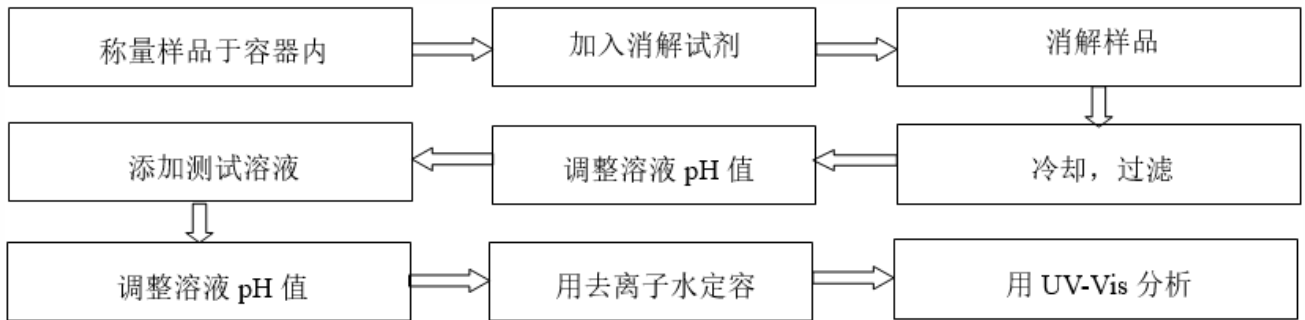 称量样品于容器内
加入消解试剂
消解样品
冷却，过滤
调整溶液 pH 值
添加测试溶液
调整溶液 pH 值
用去离子水定容
用 UV-Vis 分析